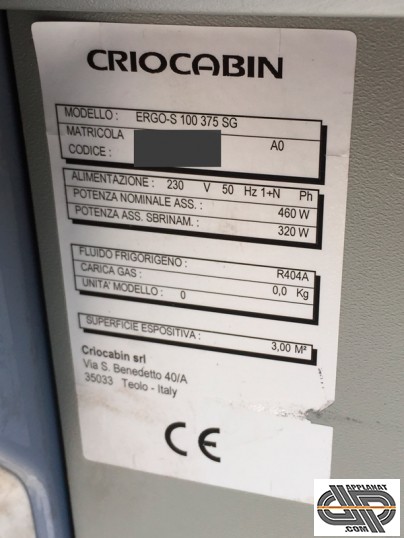 CRIOCABIN
MODELLO : ERGO-S 100 375 SG
MATRICOLA
CODICE : A0
ALIMENTAZIONE : 230 V 50 Hz 1+N Ph
POTENZA NOMINALE ASS. : 460 W
POTENZA ASS. SBRINAM. : 320 W
FLUIDO FRIGORIGENO : R404A
CARICA GAS : 0,0 Kg
UNITA' MODELLO : 0
SUPERFICIE ESPOSITIVA : 3,00 M²
Criocabin srl
Via S. Benedetto 40/A
35033 Teolo - Italy
CE
APPLANAT
.COM